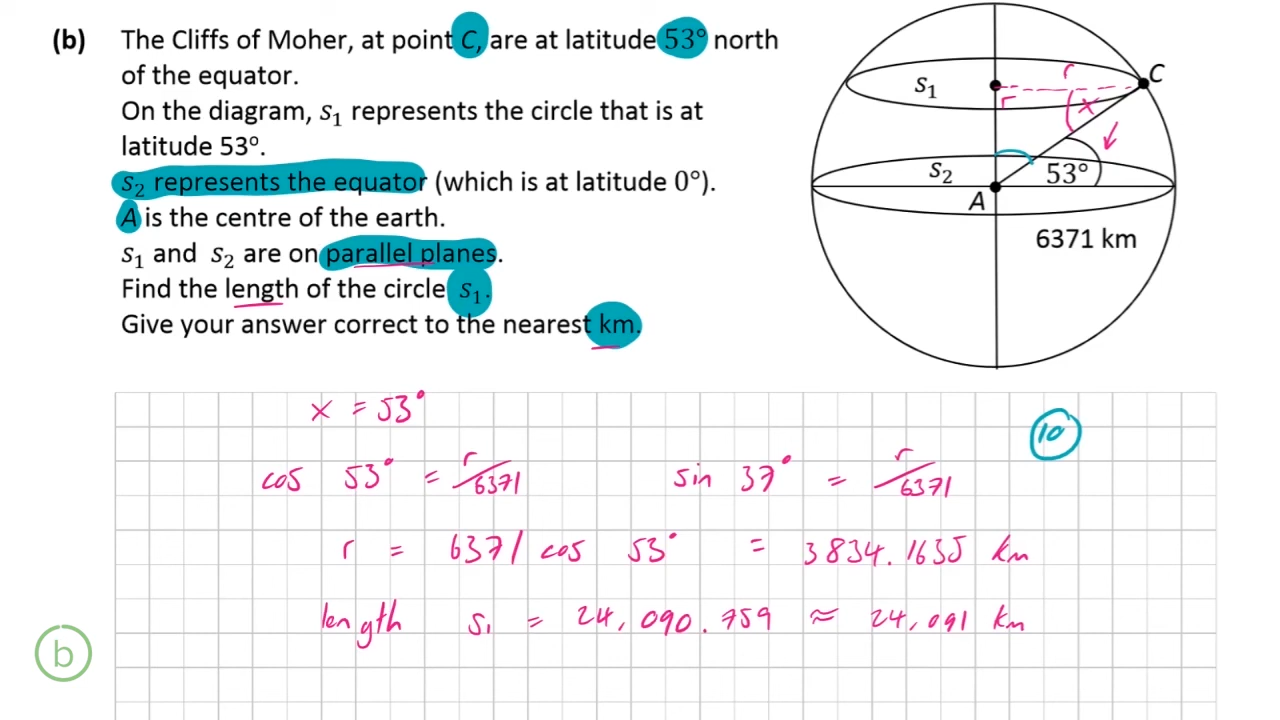 (b) The Cliffs of Moher, at point C, are at latitude 53° north
of the equator.
On the diagram, s₁ represents the circle that is at
latitude 53°.
s₂ represents the equator (which is at latitude 0°).
A is the centre of the earth.
s₁ and s₂ are on parallel planes.
Find the length of the circle s₁.
Give your answer correct to the nearest km.
r
C
s₁
x
s₂
53°
A
6371 km
x = 53°
10
cos 53° = r/6371
sin 37° = r/6371
r = 6371 cos 53° = 3834.1635 km
length s₁ = 24,090.759 ≈ 24,091 km
b